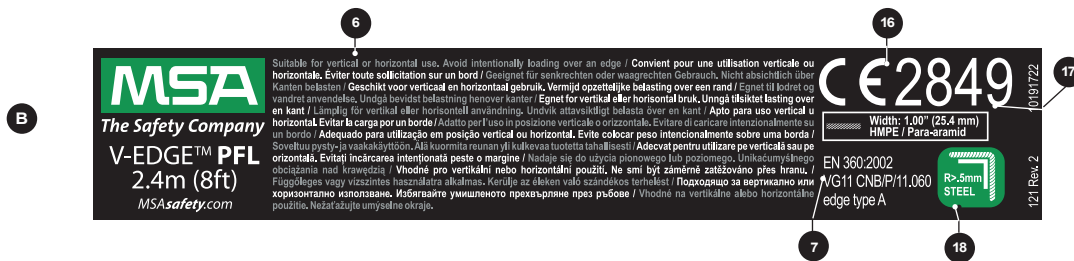 6
16
17
B
MSA
The Safety Company
V-EDGE™ PFL
2.4m (8ft)
MSAsafety.com
Suitable for vertical or horizontal use. Avoid intentionally loading over an edge / Convient pour une utilisation verticale ou
horizontale. Éviter toute sollicitation sur un bord / Geeignet für senkrechten oder waagrechten Gebrauch. Nicht absichtlich über
Kanten belasten / Geschikt voor verticaal en horizontaal gebruik. Vermijd opzettelijke belasting over een rand / Egnet til lodret og
vandret anvendelse. Undgå bevidst belastning henover kanter / Egnet for vertikal eller horisontal bruk. Unngå tilsiktet lasting over
en kant / Lämplig för vertikal eller horisontell användning. Undvik avsiktligt belasta över en kant / Apto para uso vertical u
horizontal. Evitar la carga por un borde / Adatto per l'uso in posizione verticale o orizzontale. Evitare di caricare intenzionalmente su
un bordo / Adequado para utilização em posição vertical ou horizontal. Evite colocar peso intencionalmente sobre uma borda /
Soveltuu pysty- ja vaakakäyttöön. Älä kuormita reunan yli kulkevaa tuotetta tahallisesti / Adecvat pentru utilizare pe verticală sau pe
orizontală. Evitați încărcarea intenționată peste o margine / Nadaje się do użycia pionowego lub poziomego. Unikać umyślnego
obciążania nad krawędzią / Vhodné pro vertikální nebo horizontální použití. Ne smí být záměrně zatěžováno přes hranu. /
Függőleges vagy vízszintes használatra alkalmas. Kerülje az éleken való szándékos terhelést / Подходящо за вертикално или
хоризонтално използване. Избягвайте умишленото прехвърляне през ръбове / Vhodné na vertikálne alebo horizontálne
použitie. Nezaťažujte umýselne okraje.
CE 2849
Width: 1.00” (25.4 mm)
HMPE / Para-aramid
EN 360:2002
VG11 CNB/P/11.060
edge type A
R>.5mm
STEEL
10191722
1211 Rev. 2
7
18